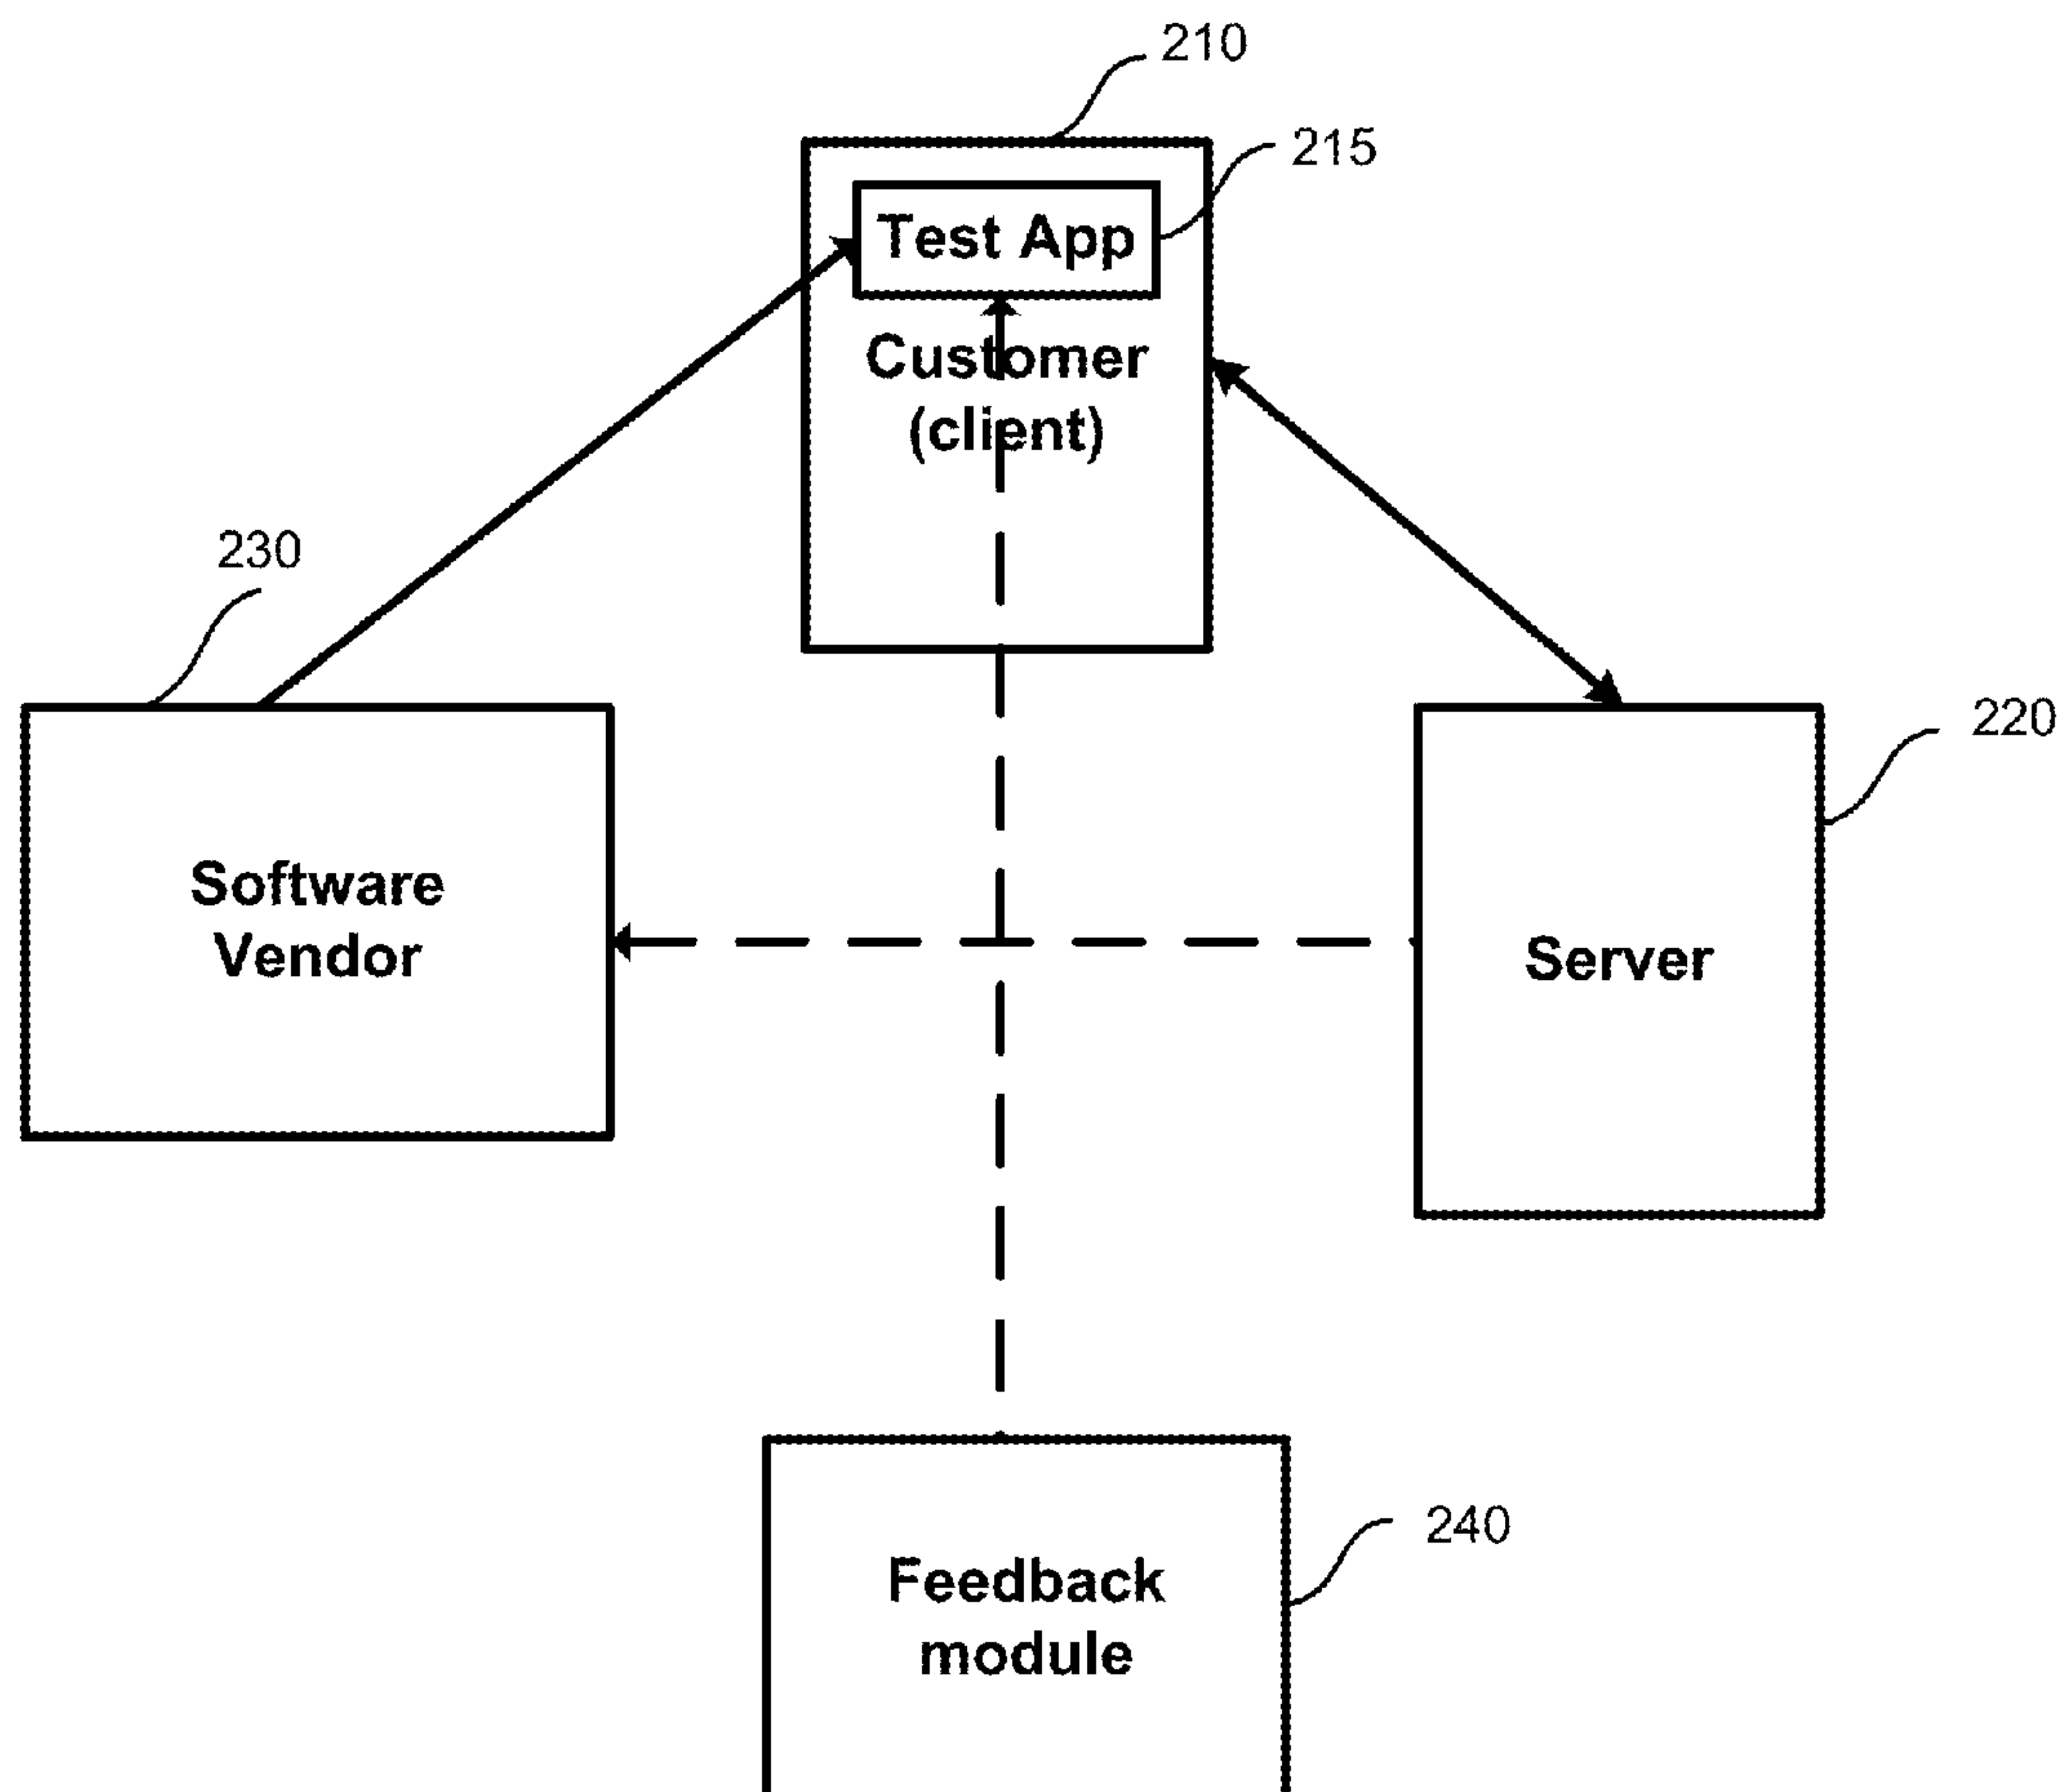 210
215
Test App
Customer
(client)
230
220
Software
Vendor
Server
240
Feedback
module